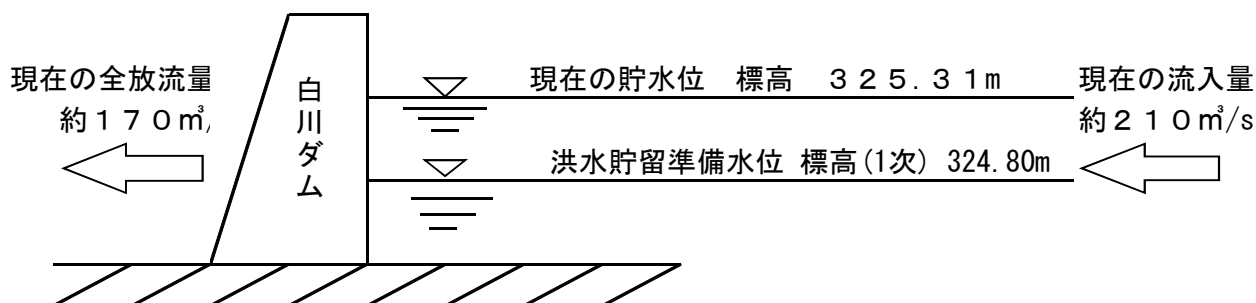 現在の全放流量
約１７０㎥/
白川ダム
現在の貯水位　標高　３２５.３１m
洪水貯留準備水位 標高(1次) 324.80m
現在の流入量
約２１０㎥/s